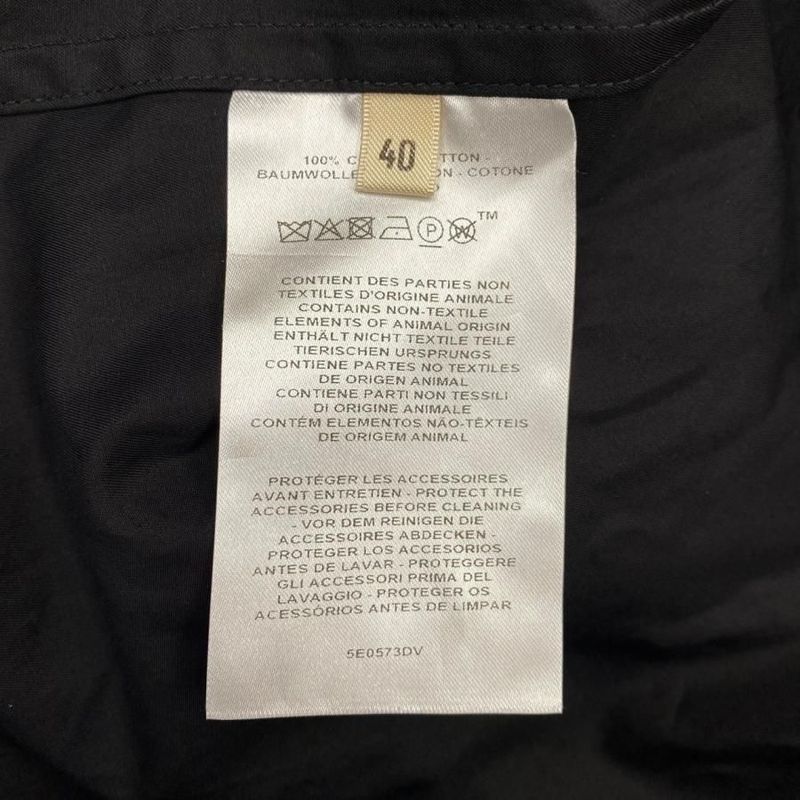 40
100% C TTON -
BAUMWOLLE ON - COTONE
P
W
TM
CONTIENT DES PARTIES NON
TEXTILES D'ORIGINE ANIMALE
CONTAINS NON-TEXTILE
ELEMENTS OF ANIMAL ORIGIN
ENTHÄLT NICHT TEXTILE TEILE
TIERISCHEN URSPRUNGS
CONTIENE PARTES NO TEXTILES
DE ORIGEN ANIMAL
CONTIENE PARTI NON TESSILI
DI ORIGINE ANIMALE
CONTÉM ELEMENTOS NÃO-TÊXTEIS
DE ORIGEM ANIMAL
PROTÉGER LES ACCESSOIRES
AVANT ENTRETIEN - PROTECT THE
ACCESSORIES BEFORE CLEANING
- VOR DEM REINIGEN DIE
ACCESSOIRES ABDECKEN -
PROTEGER LOS ACCESORIOS
ANTES DE LAVAR - PROTEGGERE
GLI ACCESSORI PRIMA DEL
LAVAGGIO - PROTEGER OS
ACESSÓRIOS ANTES DE LIMPAR
5E0573DV